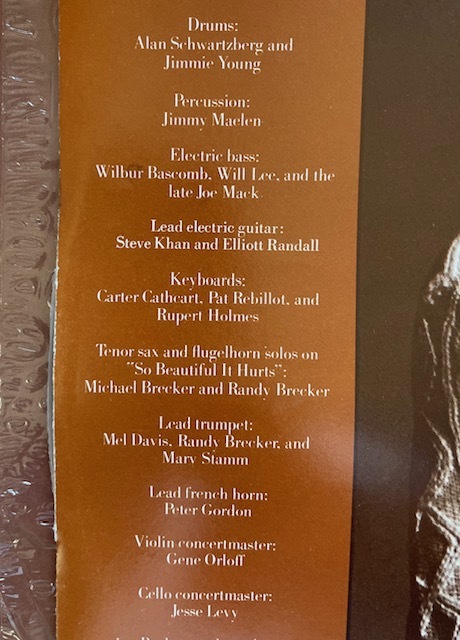 Drums:
Alan Schwartzberg and
Jimmie Young
Percussion:
Jimmy Maelen
Electric bass:
Wilbur Bascomb, Will Lee, and the
late Joe Mack
Lead electric guitar:
Steve Khan and Elliott Randall
Keyboards:
Carter Cathcart, Pat Rebillot, and
Rupert Holmes
Tenor sax and flugelhorn solos on
"So Beautiful It Hurts":
Michael Brecker and Randy Brecker
Lead trumpet:
Mel Davis, Randy Brecker, and
Marv Stamm
Lead french horn:
Peter Gordon
Violin concertmaster:
Gene Orloff
Cello concertmaster:
Jesse Levy